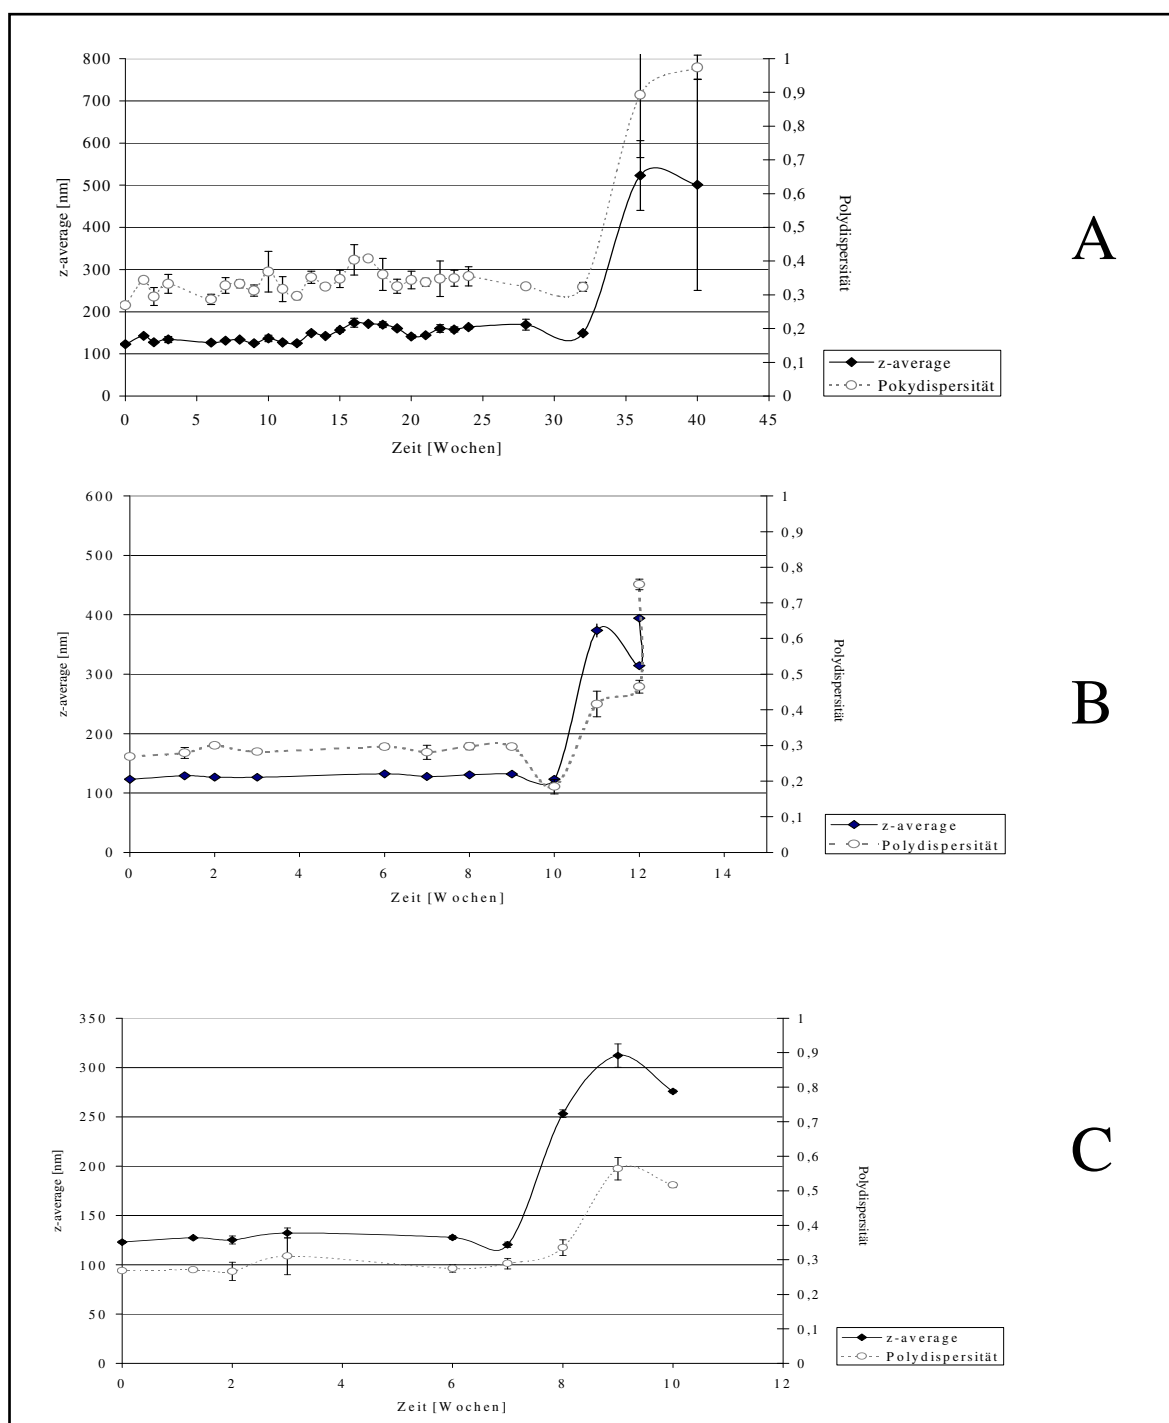 800
700
600
500
400
300
200
100
0
z-average [nm]
1
0,9
0,8
0,7
0,6
0,5
0,4
0,3
0,2
0,1
0
Polydispersität
0 5 10 15 20 25 30 35 40 45
Zeit [Wochen]
z-average
Pokydispersität
A
600
500
400
300
200
100
0
z-average [nm]
1
0,9
0,8
0,7
0,6
0,5
0,4
0,3
0,2
0,1
0
Polydispersität
0 2 4 6 8 10 12 14
Zeit [Wochen]
z-average
Polydispersität
B
350
300
250
200
150
100
50
0
z-average [nm]
1
0,9
0,8
0,7
0,6
0,5
0,4
0,3
0,2
0,1
0
Polydispersität
0 2 4 6 8 10 12
Zeit [Wochen]
z-average
Polydispersität
C